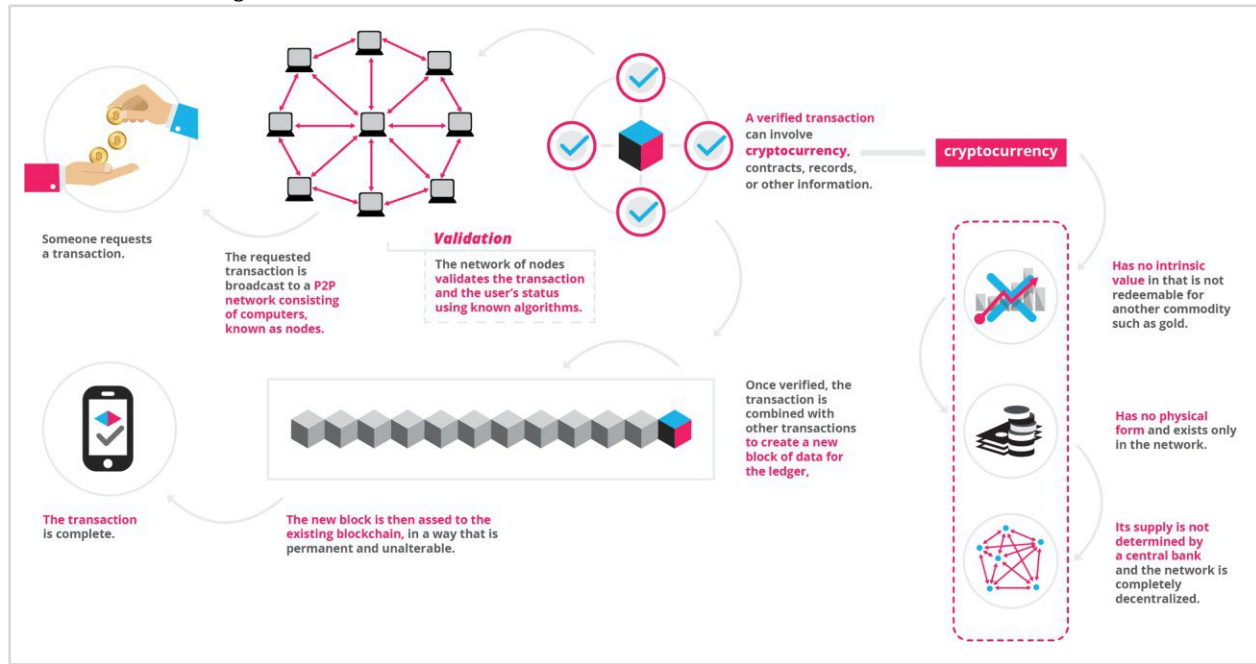 Someone requests
a transaction.
The requested
transaction is
broadcast to a P2P
network consisting
of computers,
known as nodes.
Validation
The network of nodes
validates the transaction
and the user's status
using known algorithms.
A verified transaction
can involve
cryptocurrency,
contracts, records,
or other information.
cryptocurrency
Has no intrinsic
value in that is not
redeemable for
another commodity
such as gold.
Has no physical
form and exists only
in the network.
Its supply is not
determined by
a central bank
and the network is
completely
decentralized.
Once verified, the
transaction is
combined with
other transactions
to create a new
block of data for
the ledger,
The new block is then assed to the
existing blockchain, in a way that is
permanent and unalterable.
The transaction
is complete.